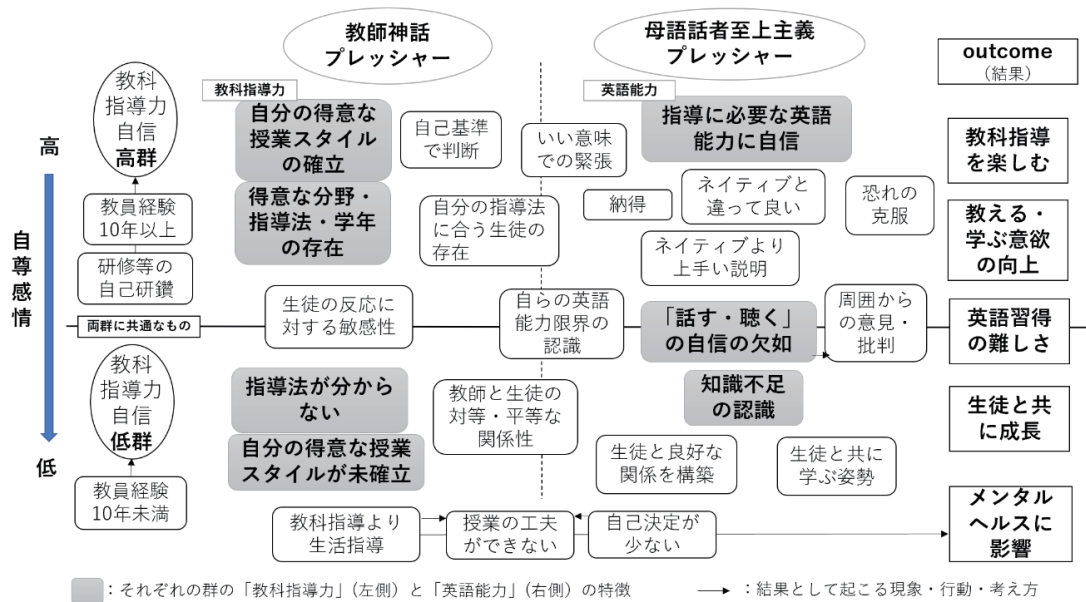 教師神話
プレッシャー
母語話者至上主義
プレッシャー
outcome
（結果）
教科
指導力
自信
高群
教科指導力
自分の得意な
授業スタイル
の確立
自己基準
で判断
いい意味
での緊張
英語能力
指導に必要な英語
能力に自信
教科指導
を楽しむ
高
自尊感情
低
教員経験
10年以上
研修等の
自己研鑽
得意な分野・
指導法・学年
の存在
自分の指導法
に合う生徒の
存在
納得
ネイティブと
違って良い
恐れの
克服
ネイティブより
上手い説明
教える・
学ぶ意欲
の向上
両群に共通なもの
生徒の反応に
対する敏感性
自らの英語
能力限界の
認識
「話す・聴く」
の自信の欠如
周囲から
の意見・
批判
英語習得
の難しさ
教科
指導力
自信
低群
指導法が分から
ない
教師と生徒の
対等・平等な
関係性
知識不足
の認識
生徒と共
に成長
自分の得意な授業
スタイルが未確立
生徒と良好な
関係を構築
生徒と共に
学ぶ姿勢
教員経験
10年未満
教科指導より
生活指導
授業の工夫
ができない
自己決定が
少ない
メンタル
ヘルスに
影響
：それぞれの群の「教科指導力」（左側）と「英語能力」（右側）の特徴
：結果として起こる現象・行動・考え方